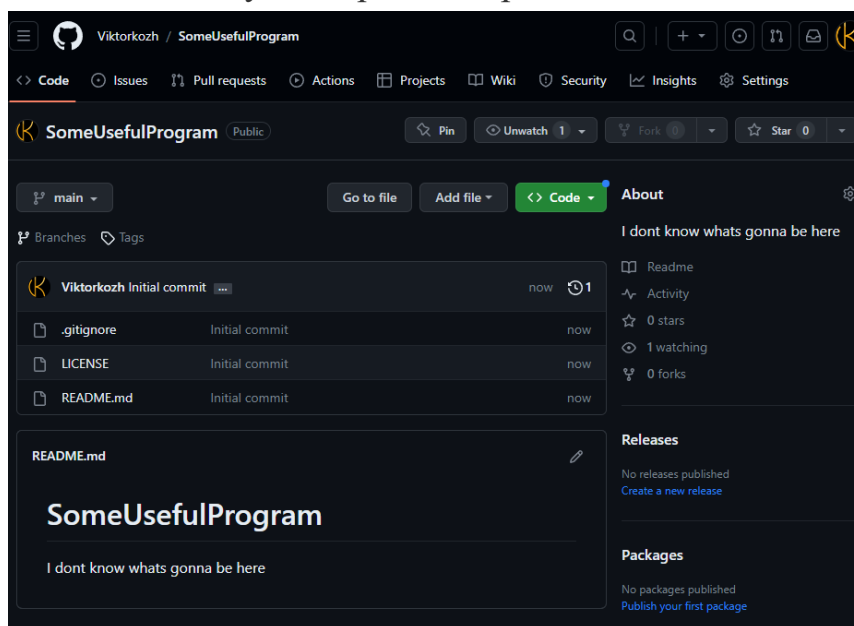 Viktorkozh / SomeUsefulProgram
Code Issues Pull requests Actions Projects Wiki Security Insights Settings
SomeUsefulProgram Public Pin Unwatch 1 Fork 0 Star 0
main Go to file Add file Code
Branches Tags
Viktorkozh Initial commit ... now 1
.gitignore Initial commit now
LICENSE Initial commit now
README.md Initial commit now
README.md
SomeUsefulProgram
I dont know whats gonna be here
About
I dont know whats gonna be here
Readme
Activity
0 stars
1 watching
0 forks
Releases
No releases published
Create a new release
Packages
No packages published
Publish your first package